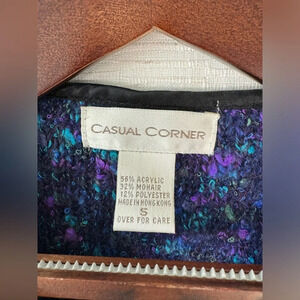 CASUAL CORNER
56% ACRYLIC
32% MOHAIR
12% POLYESTER
MADE IN HONG KONG
S
OVER FOR CARE